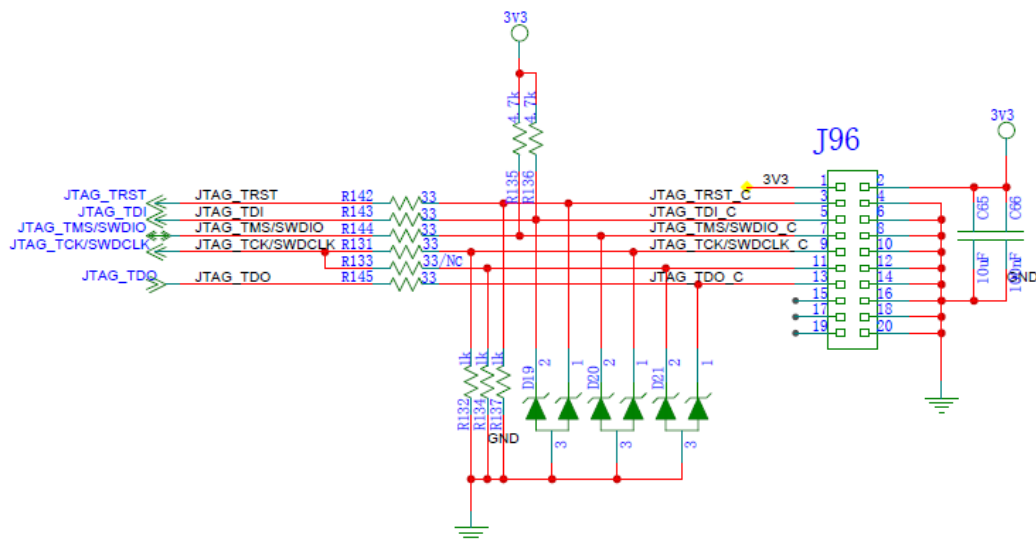 3v3
4.7k
4.7k
R135
R136
3v3
J96
3V3
1
2
JTAG_TRST
JTAG_TRST
R142
33
JTAG_TRST_C
3
4
JTAG_TDI
JTAG_TDI
R143
33
JTAG_TDI_C
5
6
JTAG_TMS/SWDIO
JTAG_TMS/SWDIO
R144
33
JTAG_TMS/SWDIO_C
7
8
JTAG_TCK/SWDCLK
JTAG_TCK/SWDCLK
R131
33
JTAG_TCK/SWDCLK_C
9
10
R133
33/NC
11
12
JTAG_TDO
JTAG_TDO
R145
33
JTAG_TDO_C
13
14
15
16
17
18
19
20
C65
C66
10uF
GND
1k
1k
1k
R132
R134
R137
GND
D19
2
1
3
D20
2
1
3
D21
2
1
3